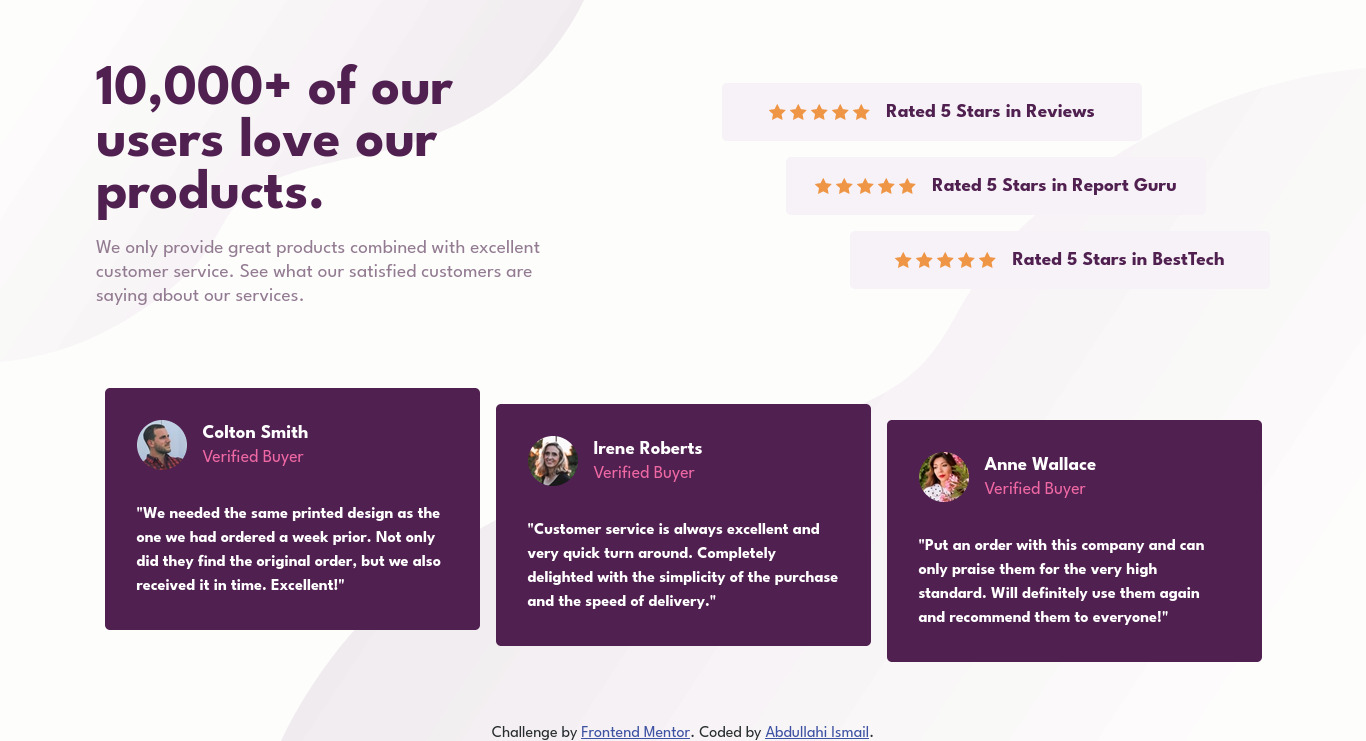 10,000+ of our
users love our
products.
We only provide great products combined with excellent
customer service. See what our satisfied customers are
saying about our services.
Rated 5 Stars in Reviews
Rated 5 Stars in Report Guru
Rated 5 Stars in BestTech
Colton Smith
Verified Buyer
"We needed the same printed design as the
one we had ordered a week prior. Not only
did they find the original order, but we also
received it in time. Excellent!"
Irene Roberts
Verified Buyer
"Customer service is always excellent and
very quick turn around. Completely
delighted with the simplicity of the purchase
and the speed of delivery."
Anne Wallace
Verified Buyer
"Put an order with this company and can
only praise them for the very high
standard. Will definitely use them again
and recommend them to everyone!"
Challenge by Frontend Mentor. Coded by Abdullahi Ismail.